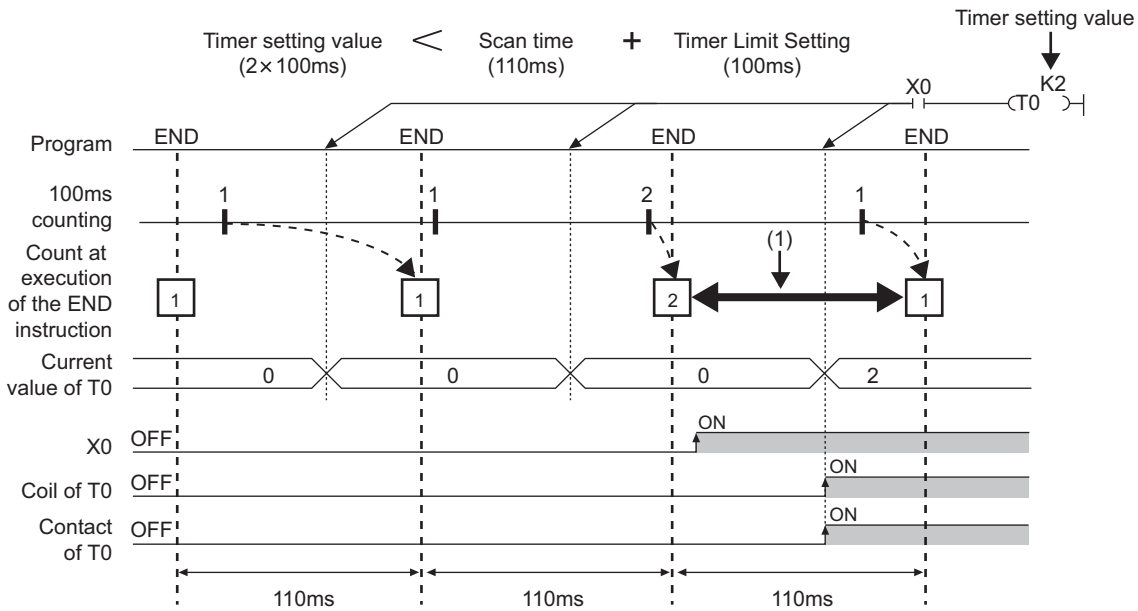 Timer setting value
Timer setting value < Scan time + Timer Limit Setting
(2×100ms) (110ms) (100ms)
X0 K2
T0
Program END END END END
100ms counting 1 1 2 1
Count at execution of the END instruction 1 1 2 (1) 1
Current value of T0 0 0 0 2
X0 OFF ON
Coil of T0 OFF ON
Contact of T0 OFF ON
110ms 110ms 110ms